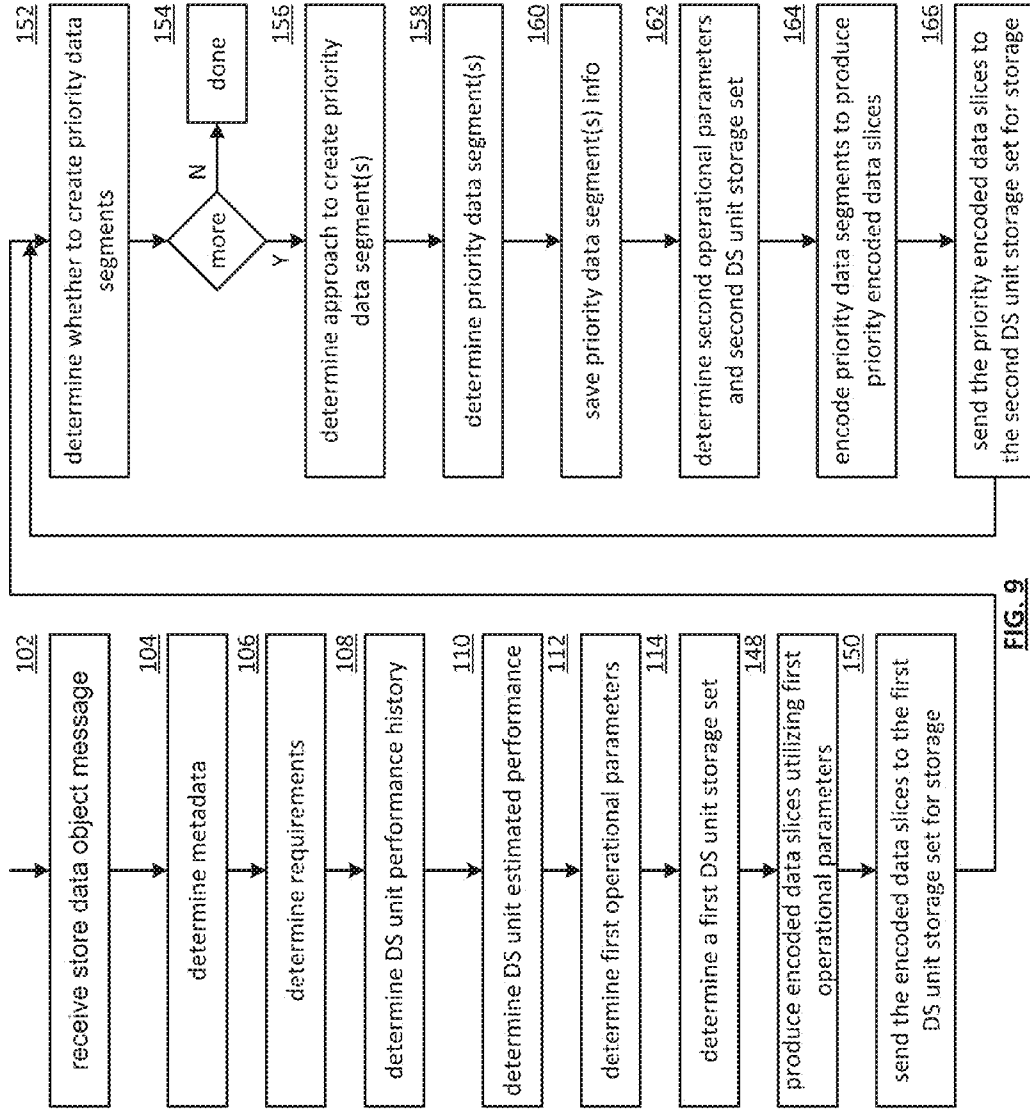 102
receive store data object message
104
determine metadata
106
determine requirements
108
determine DS unit performance history
110
determine DS unit estimated performance
112
determine first operational parameters
114
determine a first DS unit storage set
148
produce encoded data slices utilizing first
operational parameters
150
send the encoded data slices to the first
DS unit storage set for storage
152
determine whether to create priority data
segments
154
more
N
done
Y
156
determine approach to create priority
data segment(s)
158
determine priority data segment(s)
160
save priority data segment(s) info
162
determine second operational parameters
and second DS unit storage set
164
encode priority data segments to produce
priority encoded data slices
166
send the priority encoded data slices to
the second DS unit storage set for storage
FIG. 9